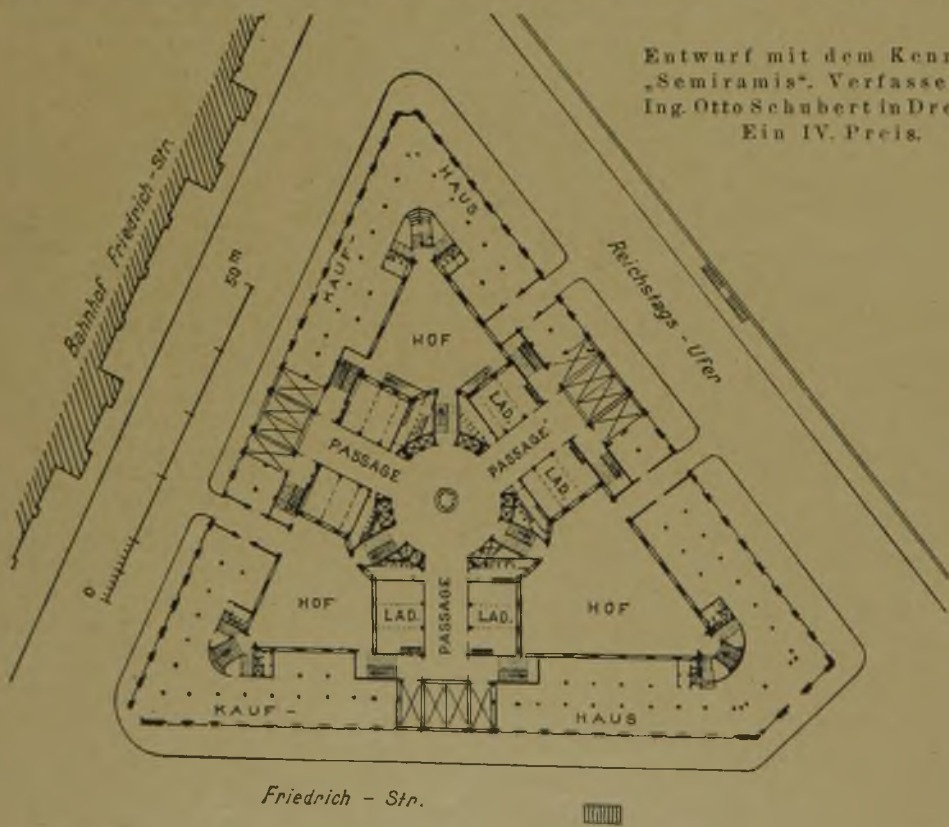 Entwurf mit dem
„Semiramis“. Verfasse
Ing. Otto Schubert in Dre
Ein IV. Preis.
Bahnhof Friedrich - Str.
50 m
0
Reichstags - Ufer
HAUS
KAUF -
HOF
LAD.
PASSAGE
PASSAGE
LAD.
HOF
LAD.
PASSAGE
LAD.
HOF
KAUF -
HAUS
Friedrich - Str.